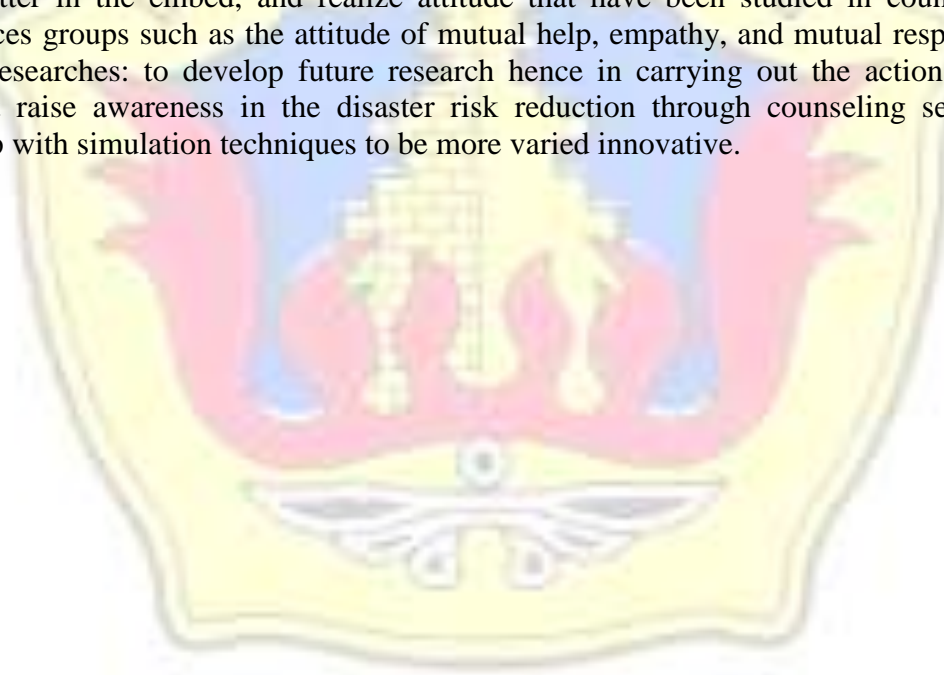 tter in the embed, and realize attitude that have been studied in coun
ces groups such as the attitude of mutual help, empathy, and mutual resp
esearches: to develop future research hence in carrying out the action
raise awareness in the disaster risk reduction through counseling se
with simulation techniques to be more varied innovative.